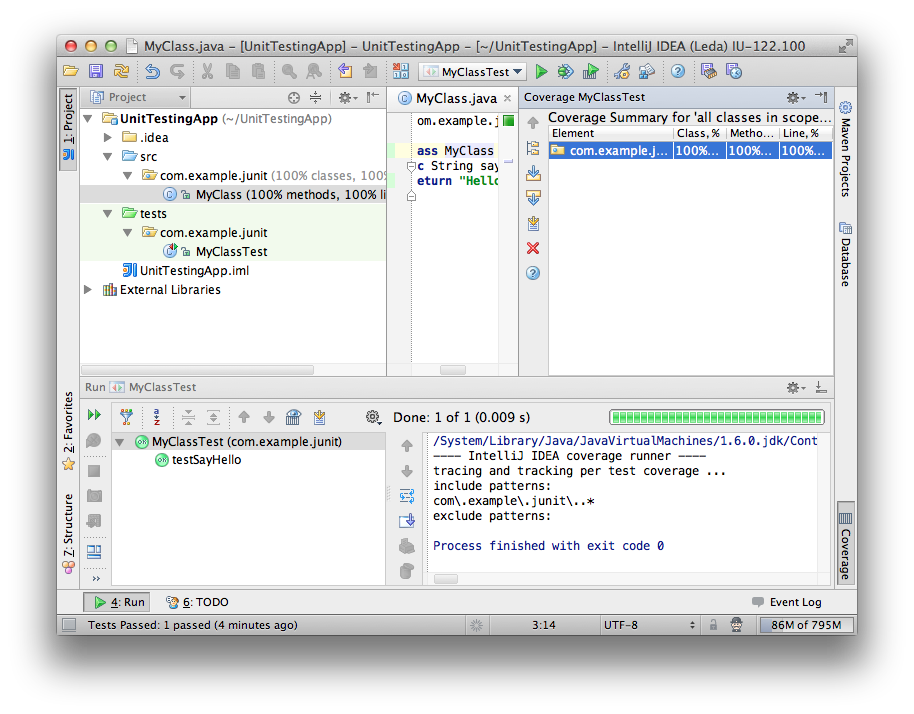 MyClass.java – [UnitTestingApp] – UnitTestingApp – [~/UnitTestingApp] – IntelliJ IDEA (Leda) IU-122.100
MyClassTest
1: Project
Project
UnitTestingApp (~/UnitTestingApp)
.idea
src
com.example.junit (100% classes, 100%
MyClass (100% methods, 100% li
tests
com.example.junit
MyClassTest
UnitTestingApp.iml
External Libraries
MyClass.java
om.example.j
ass MyClass
c String say
eturn "Hello
Coverage MyClassTest
Coverage Summary for 'all classes in scope...
Element Class, % Metho... Line, %
com.example.j... 100%... 100%... 100%...
Maven Projects
Database
Run MyClassTest
2: Favorites
Z: Structure
Done: 1 of 1 (0.009 s)
MyClassTest (com.example.junit)
testSayHello
/System/Library/Java/JavaVirtualMachines/1.6.0.jdk/Cont
---- IntelliJ IDEA coverage runner ----
tracing and tracking per test coverage ...
include patterns:
com\.example\.junit\..*
exclude patterns:
Process finished with exit code 0
Coverage
4: Run 6: TODO Event Log
Tests Passed: 1 passed (4 minutes ago) 3:14 UTF-8 86M of 795M